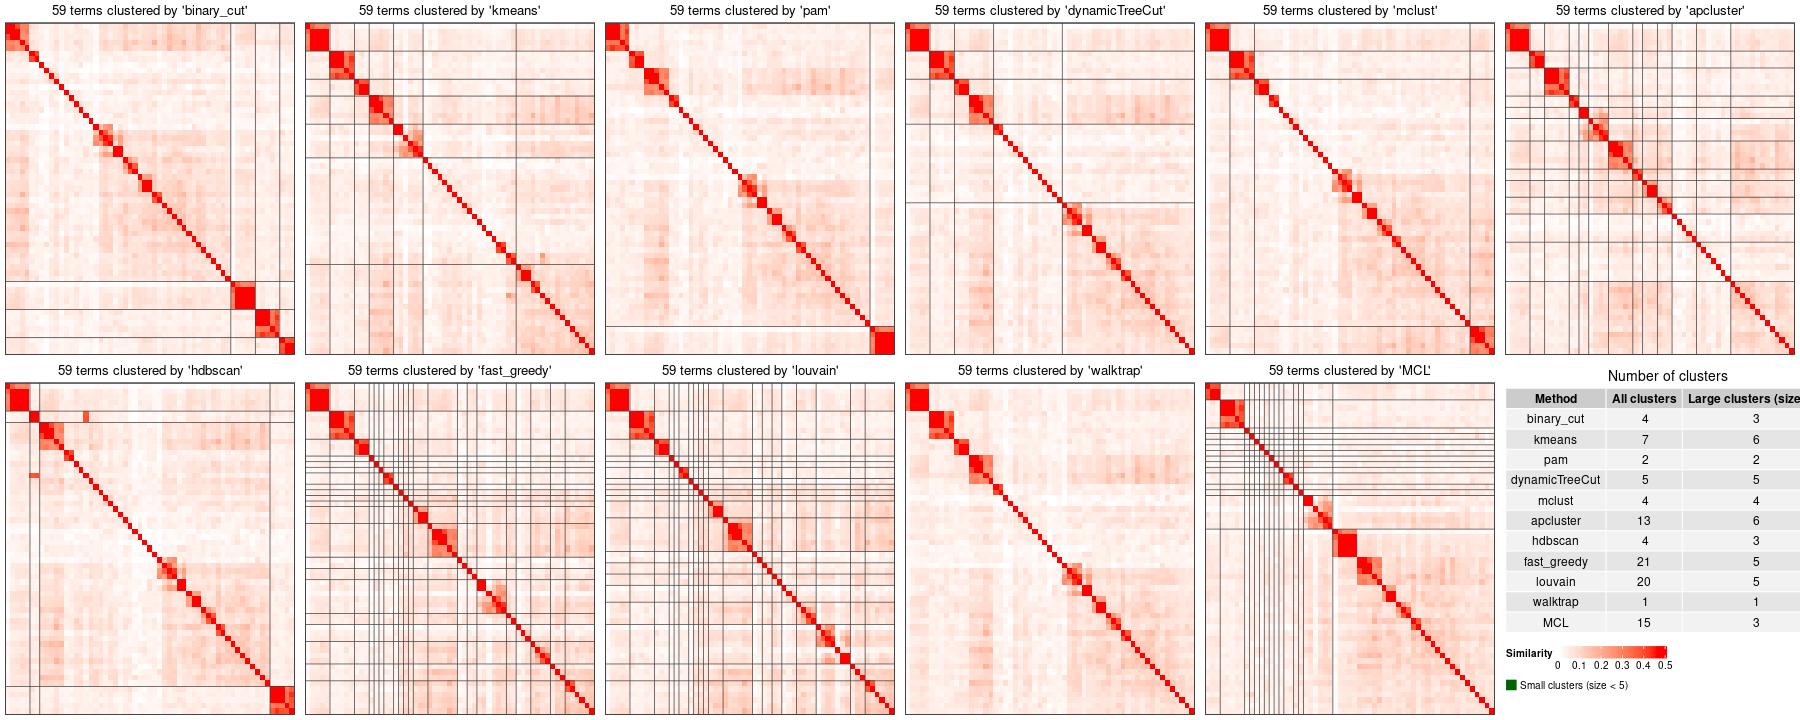 59 terms clustered by 'binary_cut'
59 terms clustered by 'kmeans'
59 terms clustered by 'pam'
59 terms clustered by 'dynamicTreeCut'
59 terms clustered by 'mclust'
59 terms clustered by 'apcluster'
59 terms clustered by 'hdbscan'
59 terms clustered by 'fast_greedy'
59 terms clustered by 'louvain'
59 terms clustered by 'walktrap'
59 terms clustered by 'MCL'
Number of clusters
Method All clusters Large clusters (size
binary_cut 4 3
kmeans 7 6
pam 2 2
dynamicTreeCut 5 5
mclust 4 4
apcluster 13 6
hdbscan 4 3
fast_greedy 21 5
louvain 20 5
walktrap 1 1
MCL 15 3
Similarity
0 0.1 0.2 0.3 0.4 0.5
Small clusters (size < 5)